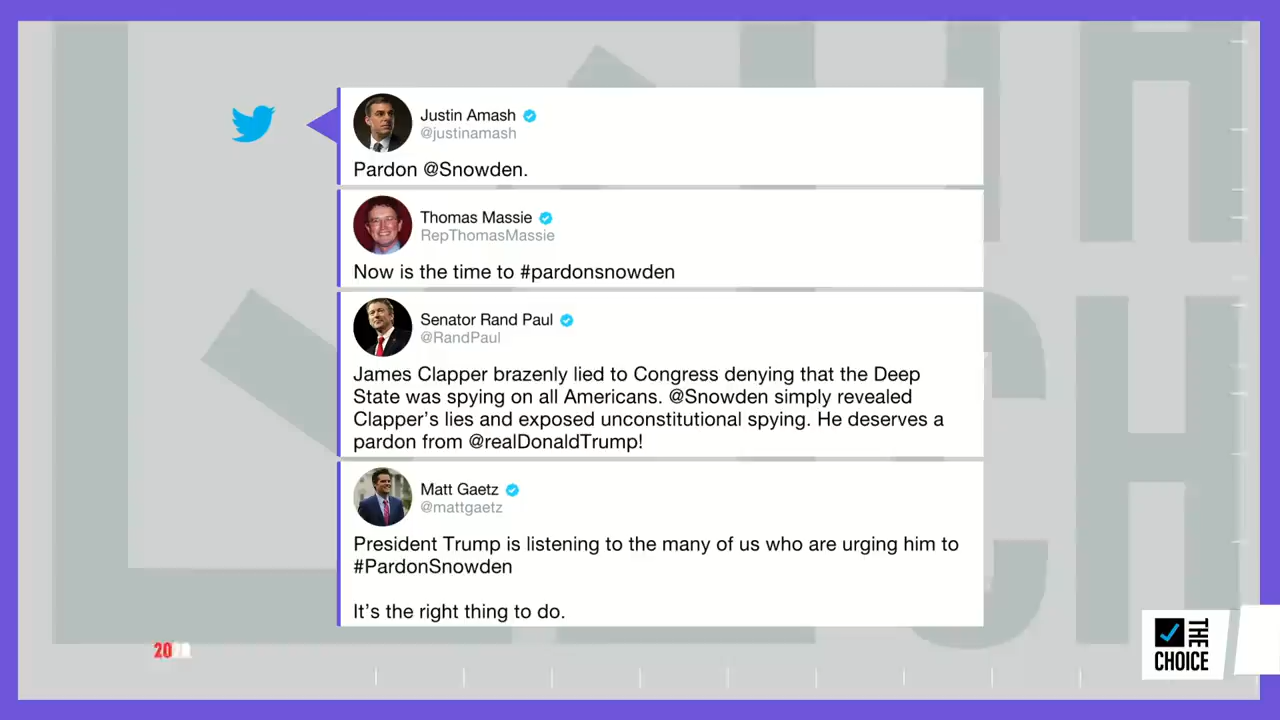 Justin Amash
@justinamash
Pardon @Snowden.
Thomas Massie
RepThomasMassie
Now is the time to #pardonsnowden
Senator Rand Paul
@RandPaul
James Clapper brazenly lied to Congress denying that the Deep
State was spying on all Americans. @Snowden simply revealed
Clapper’s lies and exposed unconstitutional spying. He deserves a
pardon from @realDonaldTrump!
Matt Gaetz
@mattgaetz
President Trump is listening to the many of us who are urging him to
#PardonSnowden
It’s the right thing to do.
THE
CHOICE